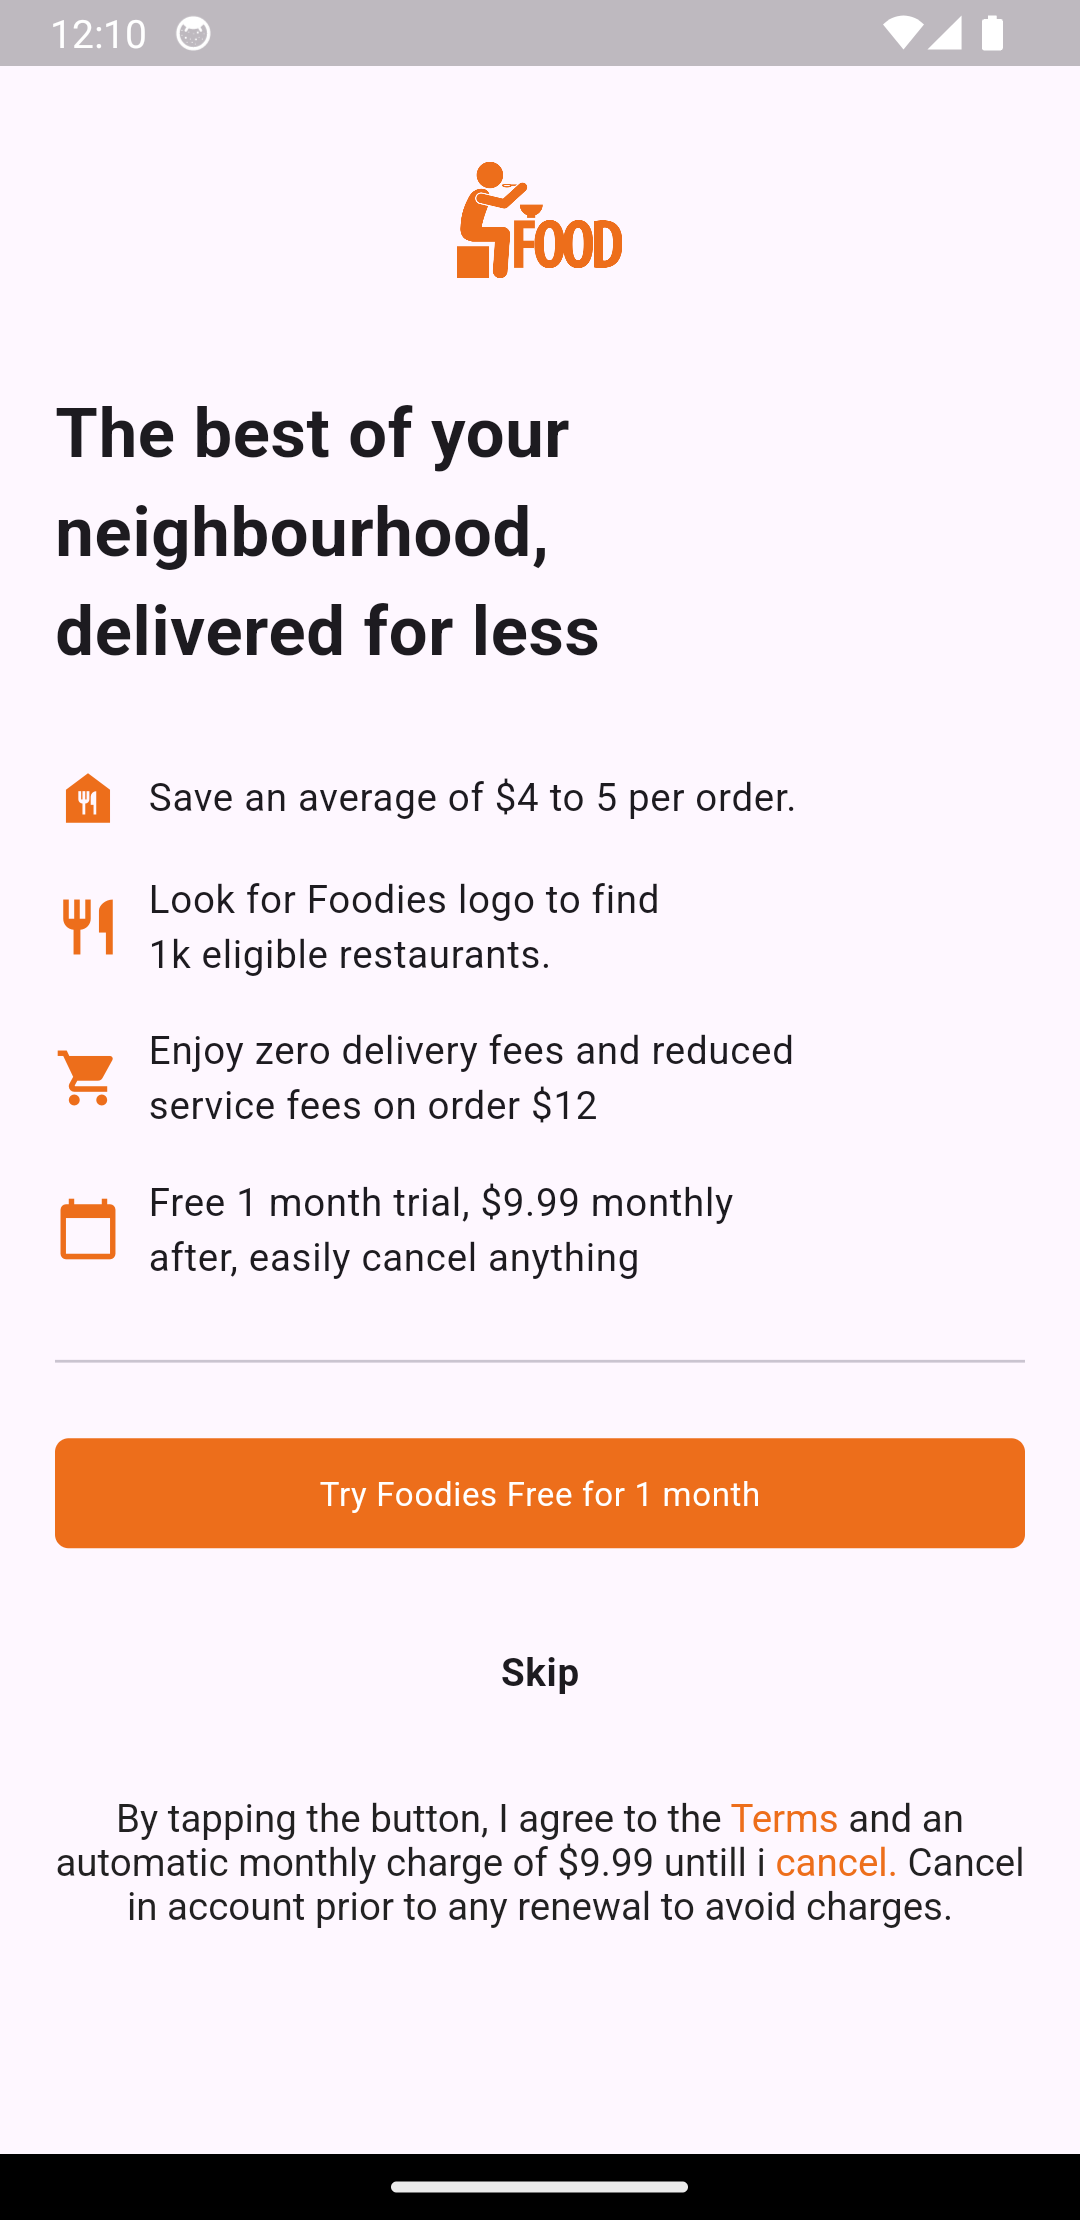 12:10
FOOD
The best of your
neighbourhood,
delivered for less
Save an average of $4 to 5 per order.
Look for Foodies logo to find
1k eligible restaurants.
Enjoy zero delivery fees and reduced
service fees on order $12
Free 1 month trial, $9.99 monthly
after, easily cancel anything
Try Foodies Free for 1 month
Skip
By tapping the button, I agree to the Terms and an
automatic monthly charge of $9.99 untill i cancel. Cancel
in account prior to any renewal to avoid charges.